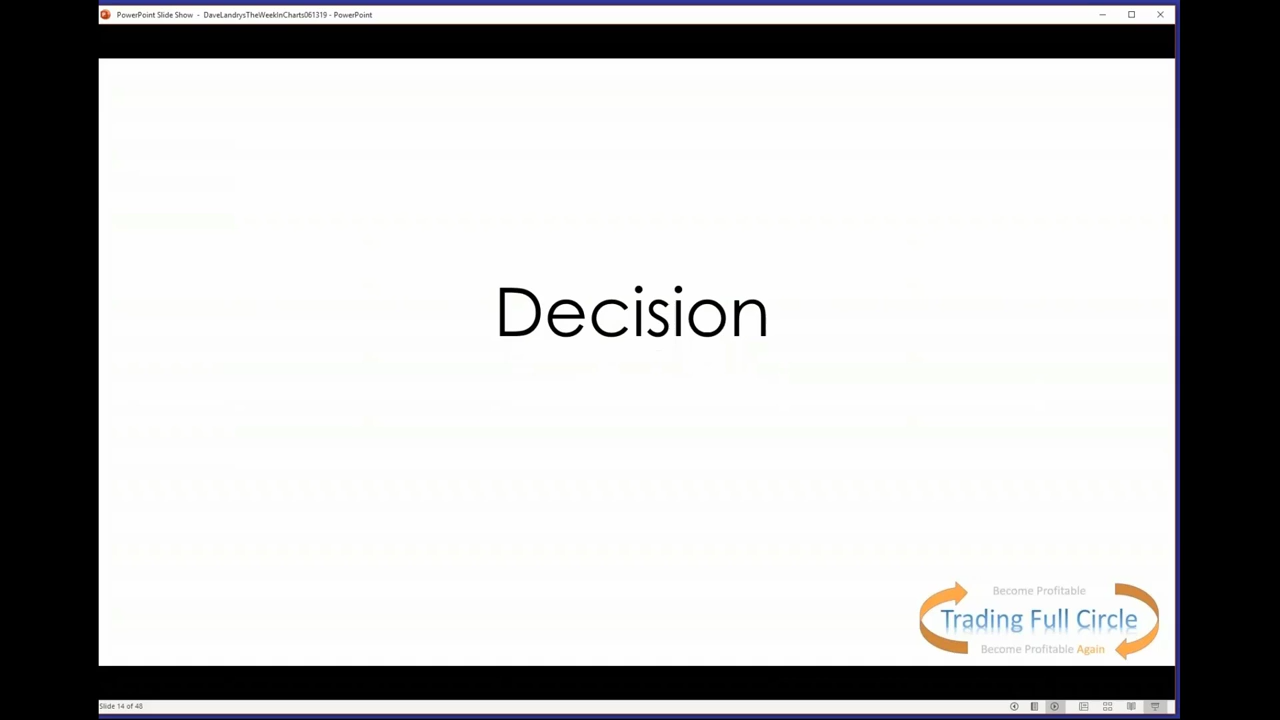 PowerPoint Slide Show - DaveLandrysTheWeekInCharts061319 - PowerPoint
Decision
Become Profitable
Trading Full Circle
Become Profitable Again
Slide 14 of 48